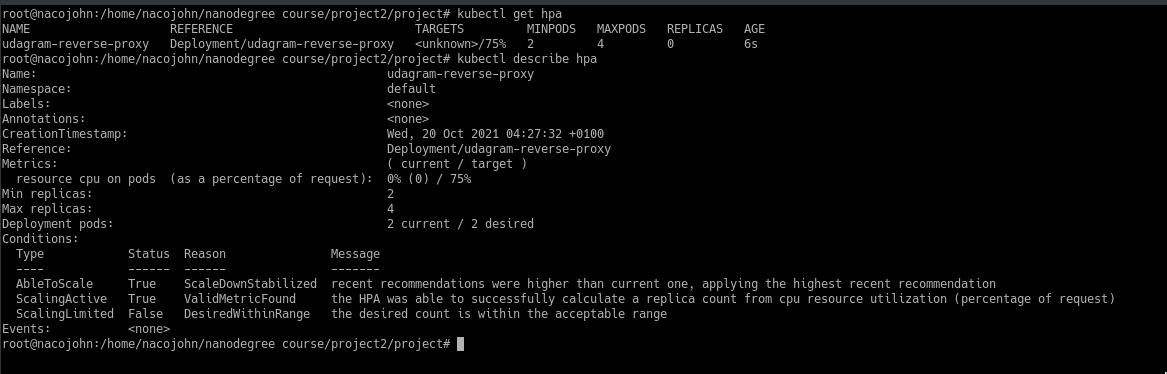 root@nacojohn:/home/nacojohn/nanodegree course/project2/project# kubectl get hpa
NAME                    REFERENCE                          TARGETS         MINPODS   MAXPODS   REPLICAS   AGE
udagram-reverse-proxy   Deployment/udagram-reverse-proxy   <unknown>/75%   2         4         0          6s
root@nacojohn:/home/nacojohn/nanodegree course/project2/project# kubectl describe hpa
Name:                                                  udagram-reverse-proxy
Namespace:                                             default
Labels:                                                <none>
Annotations:                                           <none>
CreationTimestamp:                                     Wed, 20 Oct 2021 04:27:32 +0100
Reference:                                             Deployment/udagram-reverse-proxy
Metrics:                                               ( current / target )
  resource cpu on pods  (as a percentage of request):  0% (0) / 75%
Min replicas:                                          2
Max replicas:                                          4
Deployment pods:                                       2 current / 2 desired
Conditions:
  Type            Status  Reason               Message
  ----            ------  ------               -------
  AbleToScale     True    ScaleDownStabilized  recent recommendations were higher than current one, applying the highest recent recommendation
  ScalingActive   True    ValidMetricFound     the HPA was able to successfully calculate a replica count from cpu resource utilization (percentage of request)
  ScalingLimited  False   DesiredWithinRange   the desired count is within the acceptable range
Events:           <none>
root@nacojohn:/home/nacojohn/nanodegree course/project2/project#